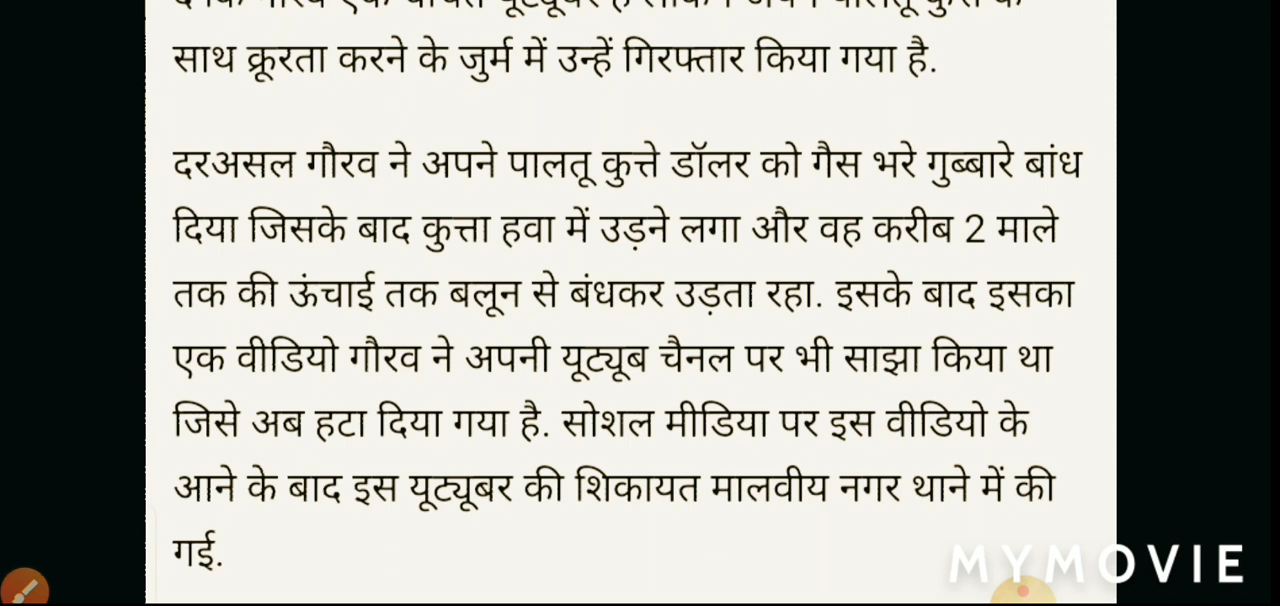 साथ क्रूरता करने के जुर्म में उन्हें गिरफ्तार किया गया है.
दरअसल गौरव ने अपने पालतू कुत्ते डॉलर को गैस भरे गुब्बारे बांध
दिया जिसके बाद कुत्ता हवा में उड़ने लगा और वह करीब 2 माले
तक की ऊंचाई तक बलून से बंधकर उड़ता रहा. इसके बाद इसका
एक वीडियो गौरव ने अपनी यूट्यूब चैनल पर भी साझा किया था
जिसे अब हटा दिया गया है. सोशल मीडिया पर इस वीडियो के
आने के बाद इस यूट्यूबर की शिकायत मालवीय नगर थाने में की
गई.
MYMOVIE